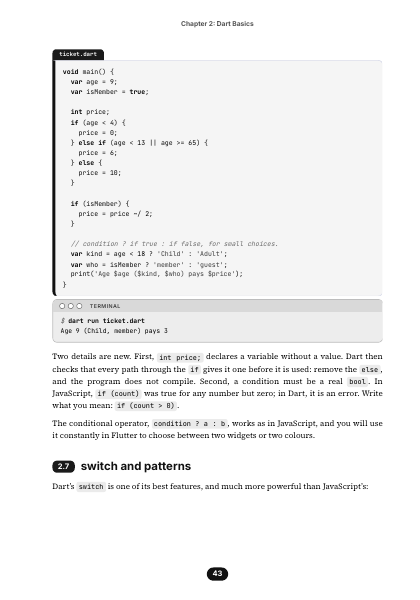 Chapter 2: Dart Basics
ticket.dart
void main() {
  var age = 9;
  var isMember = true;

  int price;
  if (age < 4) {
    price = 0;
  } else if (age < 13 || age >= 65) {
    price = 6;
  } else {
    price = 10;
  }

  if (isMember) {
    price = price ~/ 2;
  }

  // condition ? if true : if false, for small choices.
  var kind = age < 18 ? 'Child' : 'Adult';
  var who = isMember ? 'member' : 'guest';
  print('Age $age ($kind, $who) pays $price');
}
TERMINAL
$ dart run ticket.dart
Age 9 (Child, member) pays 3
Two details are new. First, int price; declares a variable without a value. Dart then
checks that every path through the if gives it one before it is used: remove the else,
and the program does not compile. Second, a condition must be a real bool. In
JavaScript, if (count) was true for any number but zero; in Dart, it is an error. Write
what you mean: if (count > 0).
The conditional operator, condition ? a : b, works as in JavaScript, and you will use
it constantly in Flutter to choose between two widgets or two colours.
2.7 switch and patterns
Dart's switch is one of its best features, and much more powerful than JavaScript's:
43